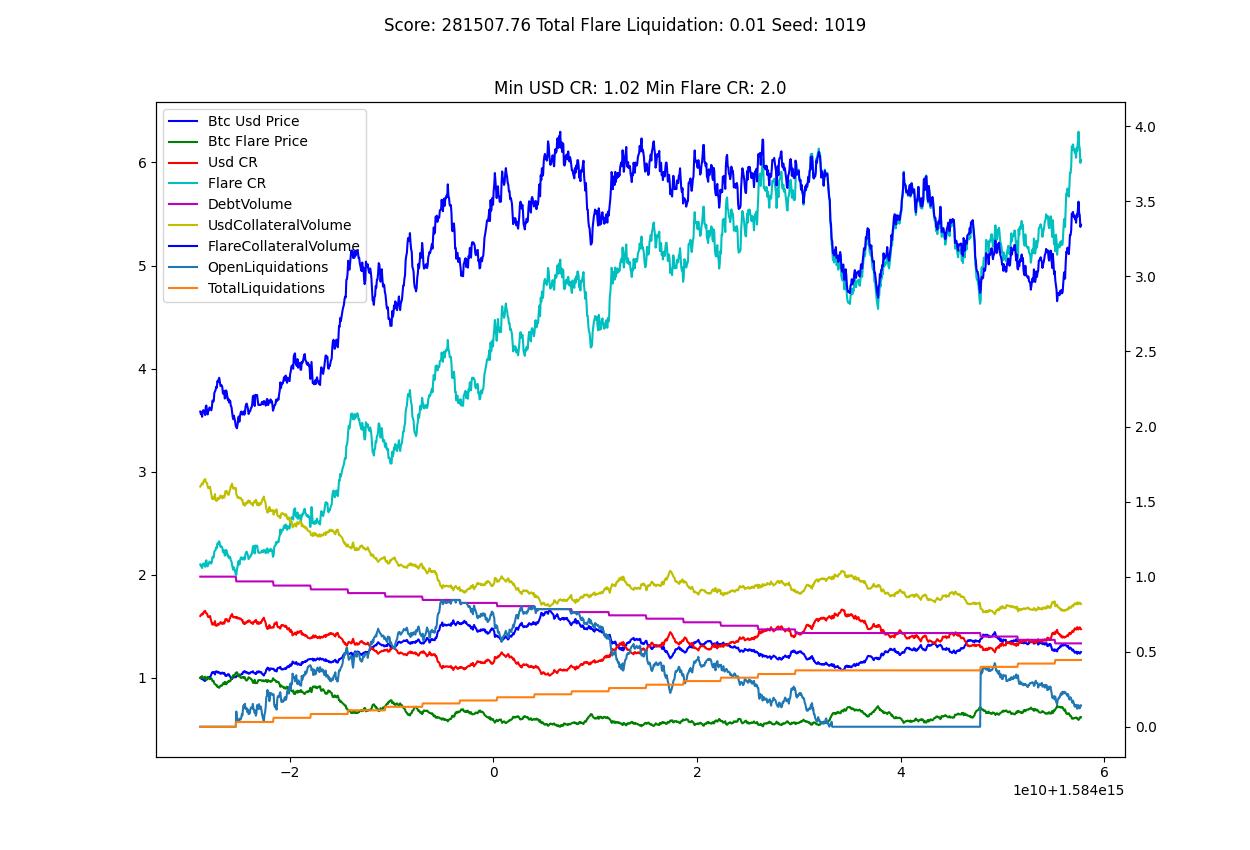 Score: 281507.76 Total Flare Liquidation: 0.01 Seed: 1019
Min USD CR: 1.02 Min Flare CR: 2.0
Btc Usd Price
Btc Flare Price
Usd CR
Flare CR
DebtVolume
UsdCollateralVolume
FlareCollateralVolume
OpenLiquidations
TotalLiquidations
6
5
4
3
2
1
4.0
3.5
3.0
2.5
2.0
1.5
1.0
0.5
0.0
−2 0 2 4 6
1e10+1.584e15